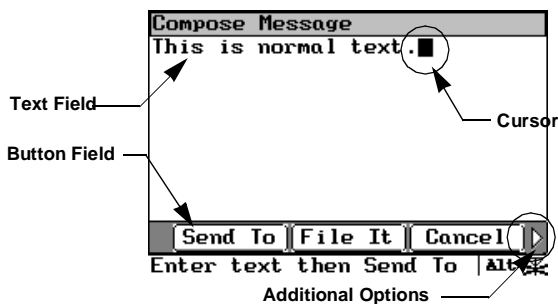 Compose Message
This is normal text.
Text Field
Cursor
Button Field
Send To File It Cancel
Enter text then Send To Alt
Additional Options